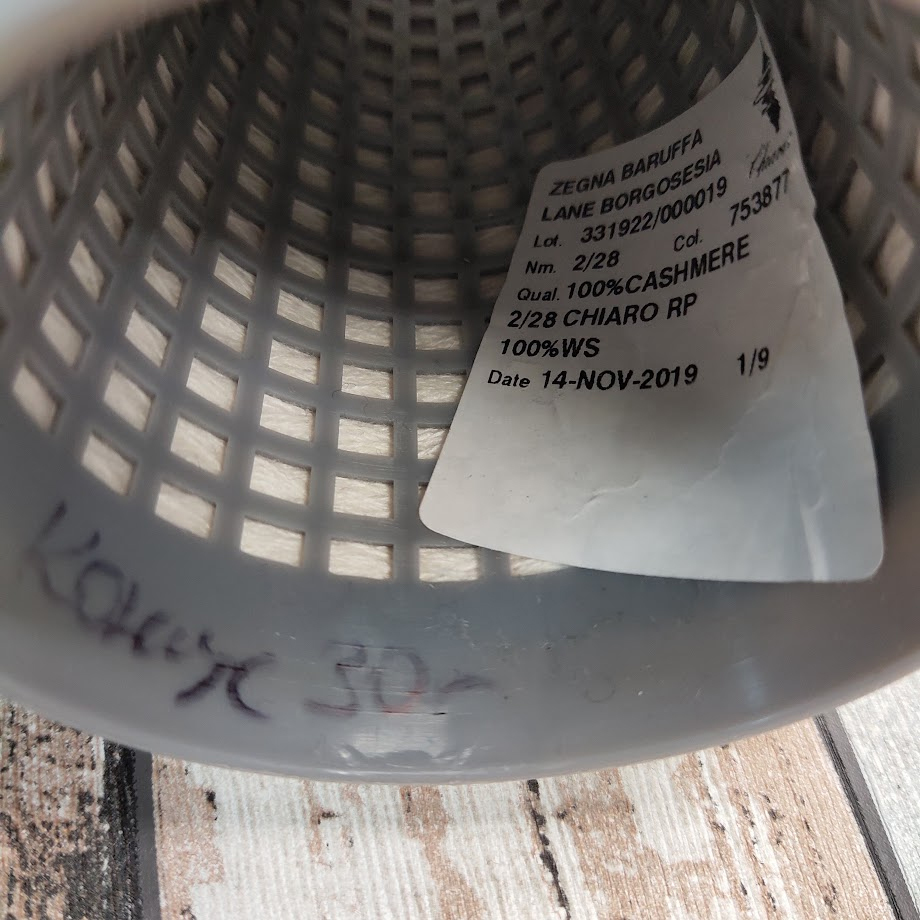 ZEGNA BARUFFA
LANE BORGOSESIA
Lot. 331922/000019
Nm. 2/28 Col. 753877
Qual. 100%CASHMERE
2/28 CHIARO RP
100%WS
Date 14-NOV-2019 1/9
30-